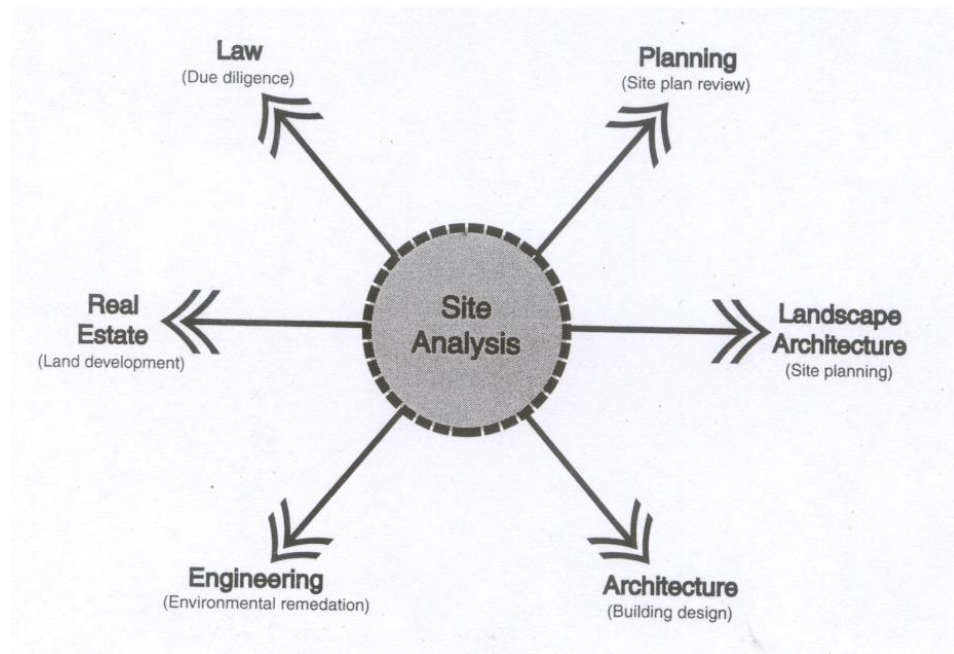 Law
(Due diligence)
Planning
(Site plan review)
Real
Estate
(Land development)
Site
Analysis
Landscape
Architecture
(Site planning)
Engineering
(Environmental remedation)
Architecture
(Building design)